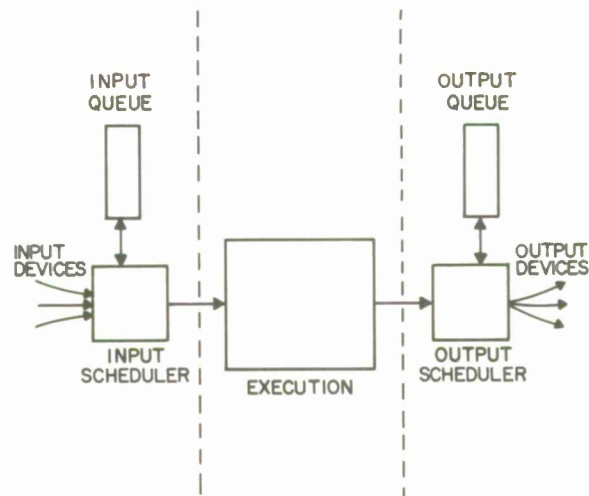 INPUT
QUEUE
OUTPUT
QUEUE
INPUT
DEVICES
OUTPUT
DEVICES
INPUT
SCHEDULER
EXECUTION
OUTPUT
SCHEDULER